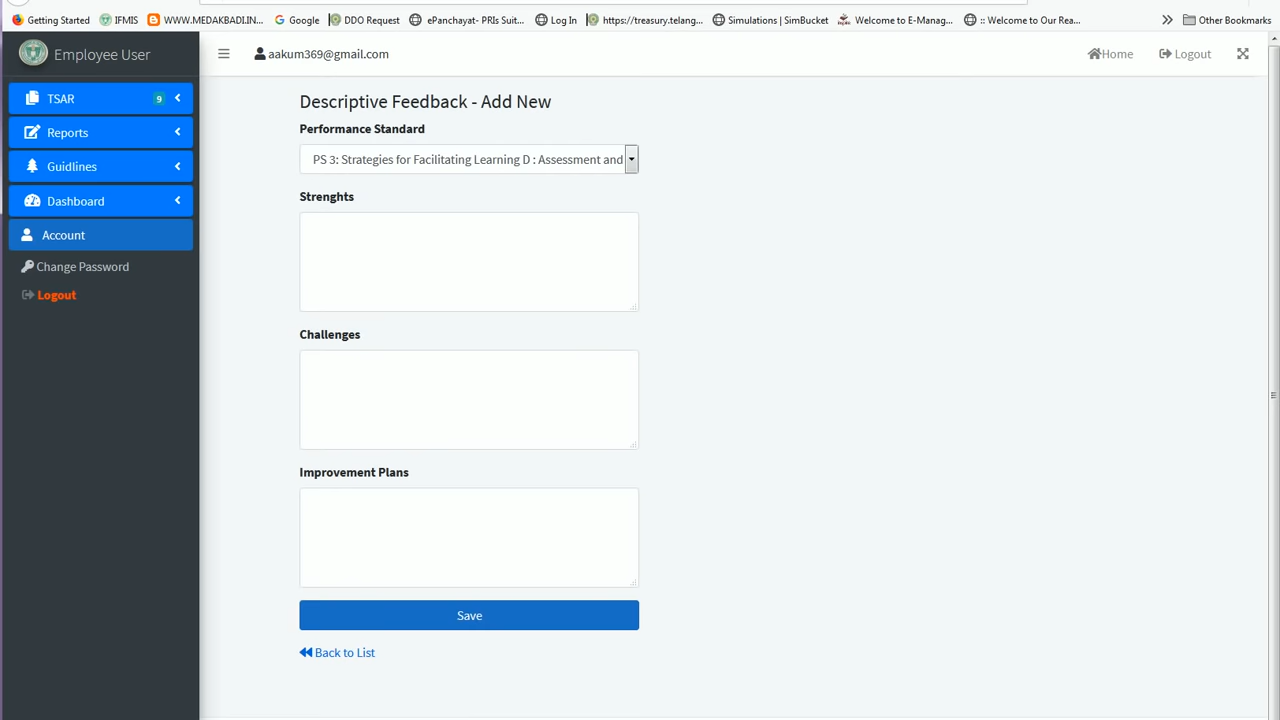 Getting Started IFMIS WWW.MEDAKBADI.IN... Google DDO Request ePanchayat- PRIs Suit... Log In https://treasury.telang... Simulations | SimBucket Welcome to E-Manag... :: Welcome to Our Rea... Other Bookmarks
Employee User
aakum369@gmail.com
Home Logout
TSAR 9
Reports
Guidlines
Dashboard
Account
Change Password
Logout
Descriptive Feedback - Add New
Performance Standard
PS 3: Strategies for Facilitating Learning D : Assessment and
Strenghts
Challenges
Improvement Plans
Save
Back to List